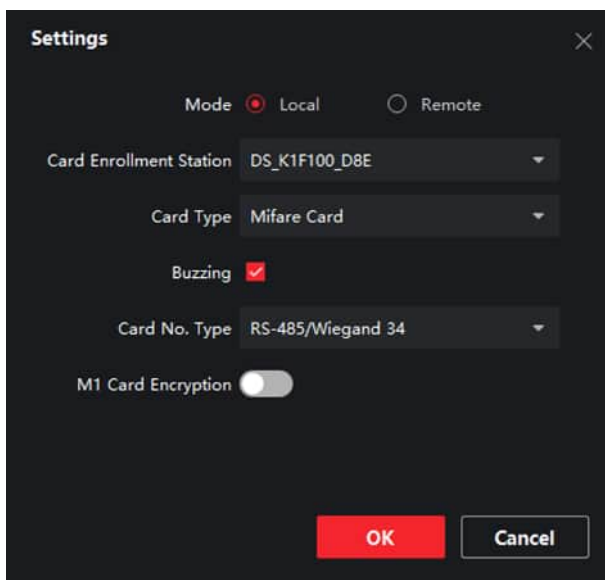 Settings
Mode Local Remote
Card Enrollment Station DS_K1F100_D8E
Card Type Mifare Card
Buzzing
Card No. Type RS-485/Wiegand 34
M1 Card Encryption
OK Cancel